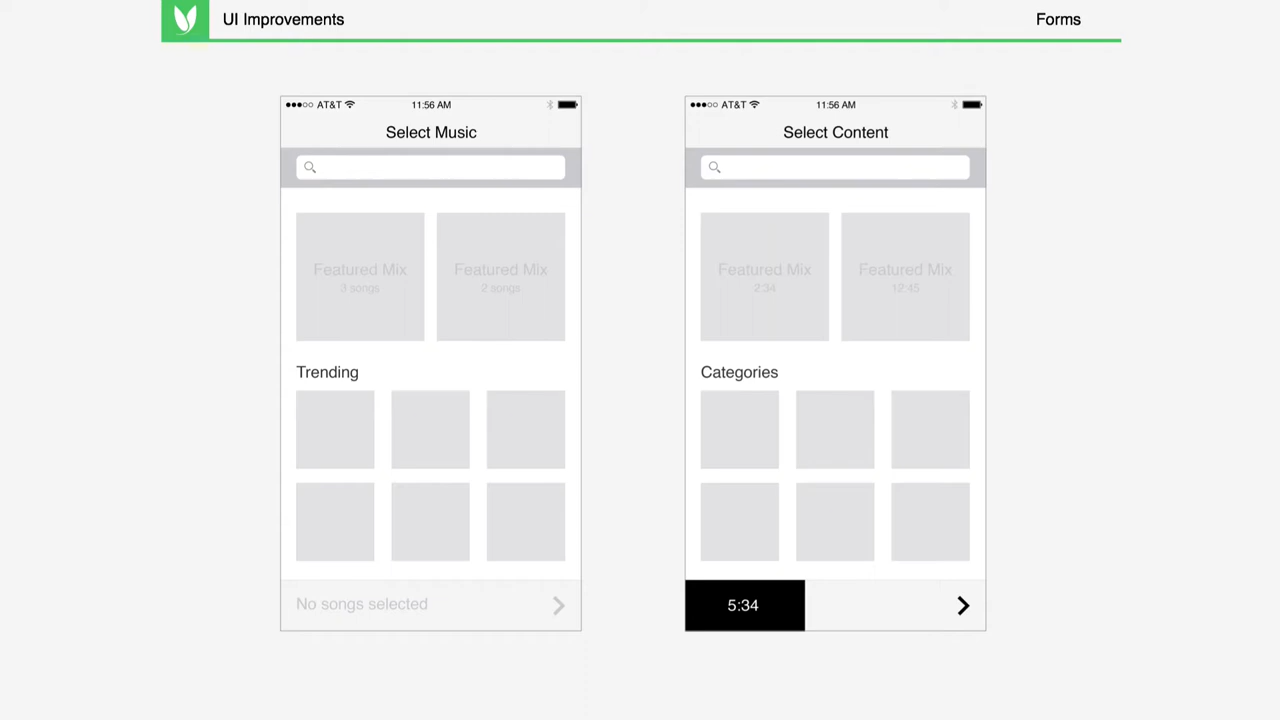 UI Improvements
Forms
AT&T 11:56 AM
Select Music
Featured Mix
3 songs
Featured Mix
2 songs
Trending
No songs selected
AT&T 11:56 AM
Select Content
Featured Mix
2:34
Featured Mix
12:45
Categories
5:34